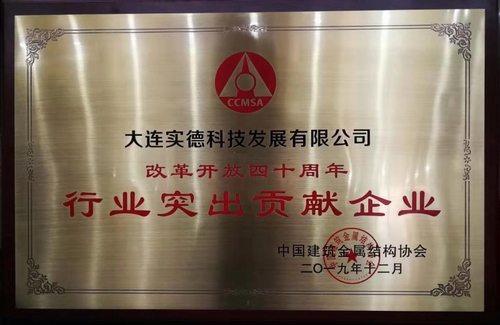 CCMSA
大连实德科技发展有限公司
改革开放四十周年
行业突出贡献企业
中国建筑金属结构协会
二〇一九年十二月